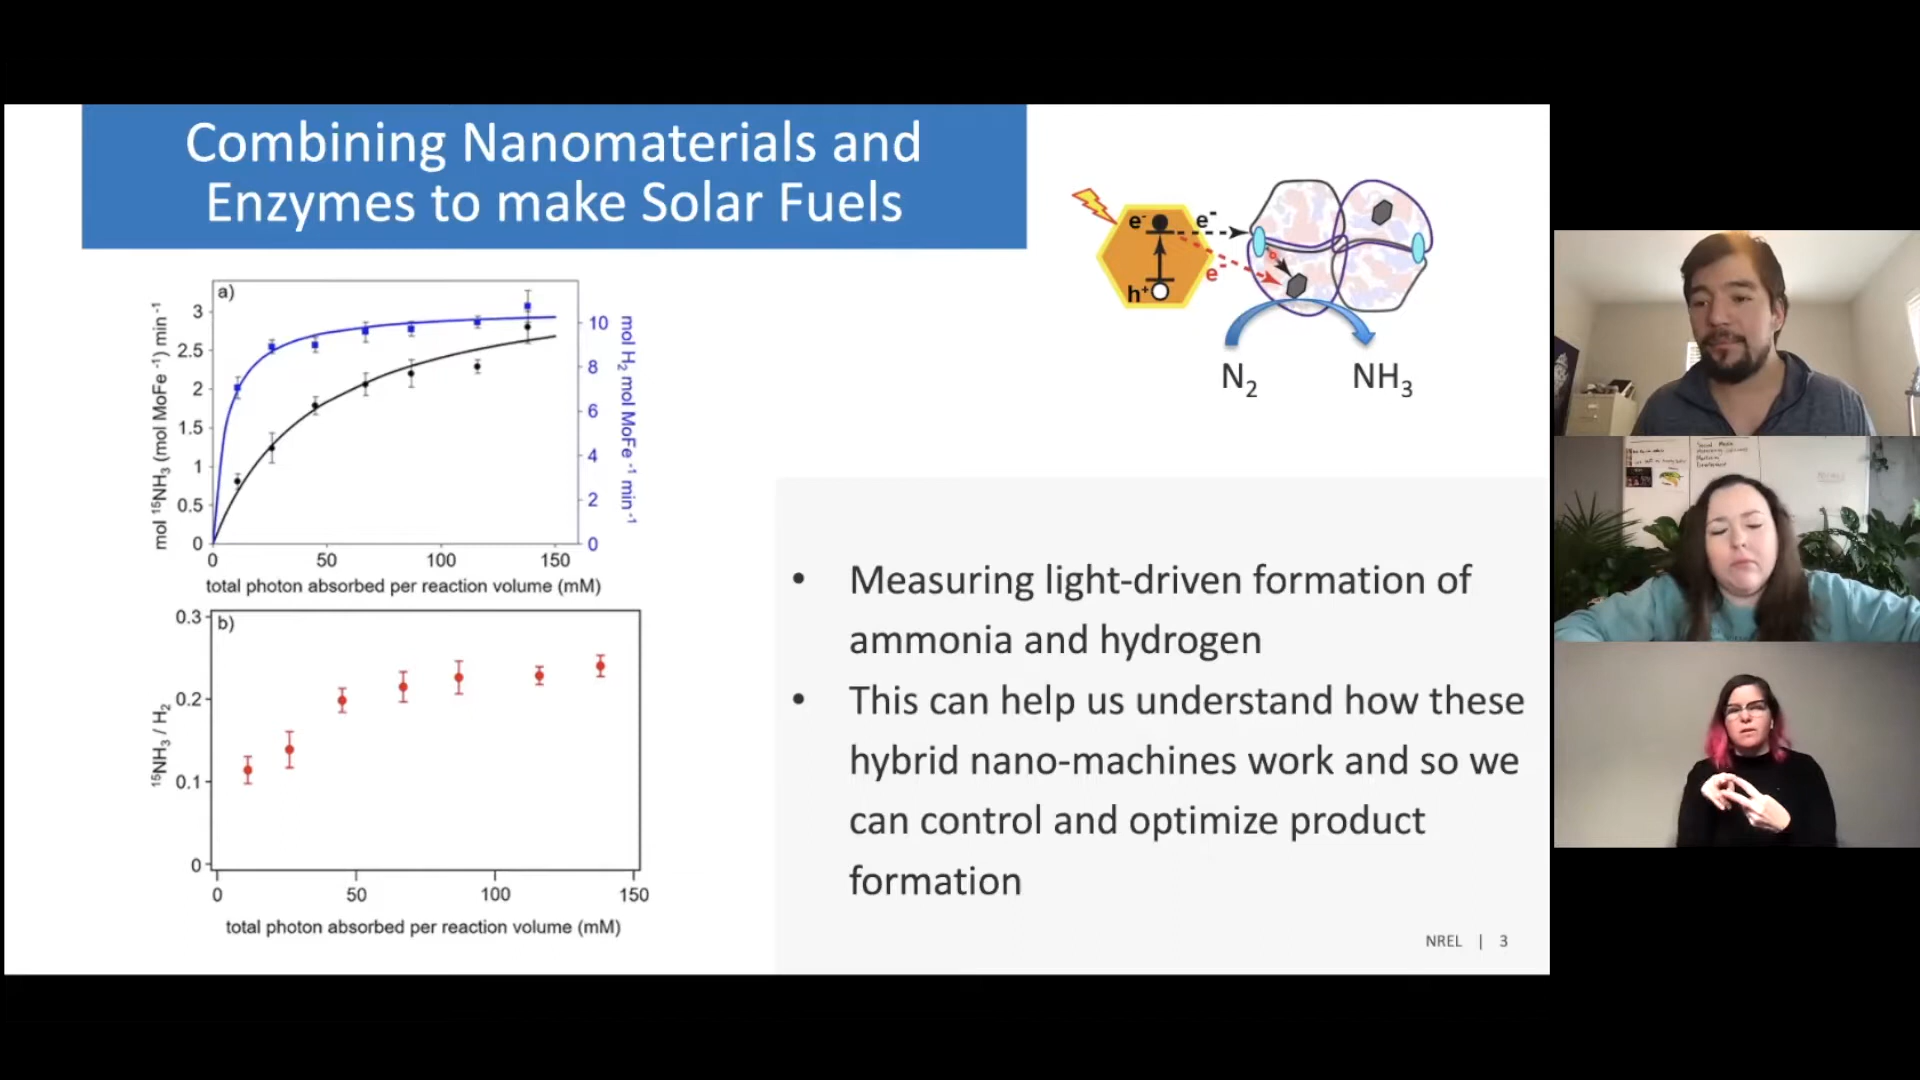 Combining Nanomaterials and
Enzymes to make Solar Fuels
a)
mol ¹⁵NH₃ (mol MoFe⁻¹) min⁻¹
3
2.5
2
1.5
1
0.5
0
10
8
6
4
2
0
mol H₂ mol MoFe⁻¹ min⁻¹
0 50 100 150
total photon absorbed per reaction volume (mM)
b)
¹⁵NH₃ / H₂
0.3
0.2
0.1
0
0 50 100 150
total photon absorbed per reaction volume (mM)
e⁻ e⁻
e⁻
h⁺
N₂ NH₃
• Measuring light-driven formation of
ammonia and hydrogen
• This can help us understand how these
hybrid nano-machines work and so we
can control and optimize product
formation
NREL | 3